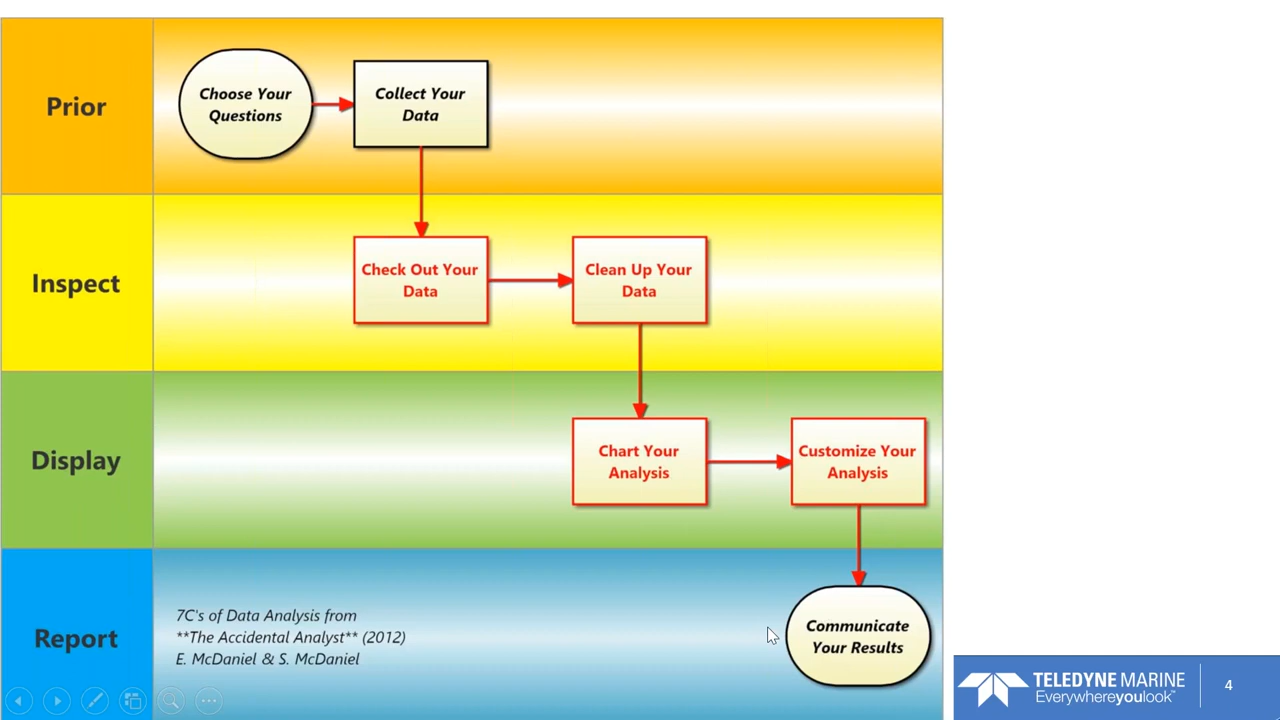 Prior
Choose Your
Questions
Collect Your
Data
Inspect
Check Out Your
Data
Clean Up Your
Data
Display
Chart Your
Analysis
Customize Your
Analysis
Report
7C's of Data Analysis from
**The Accidental Analyst** (2012)
E. McDaniel & S. McDaniel
Communicate
Your Results
TELEDYNE MARINE
Everywhereyoulook™
4